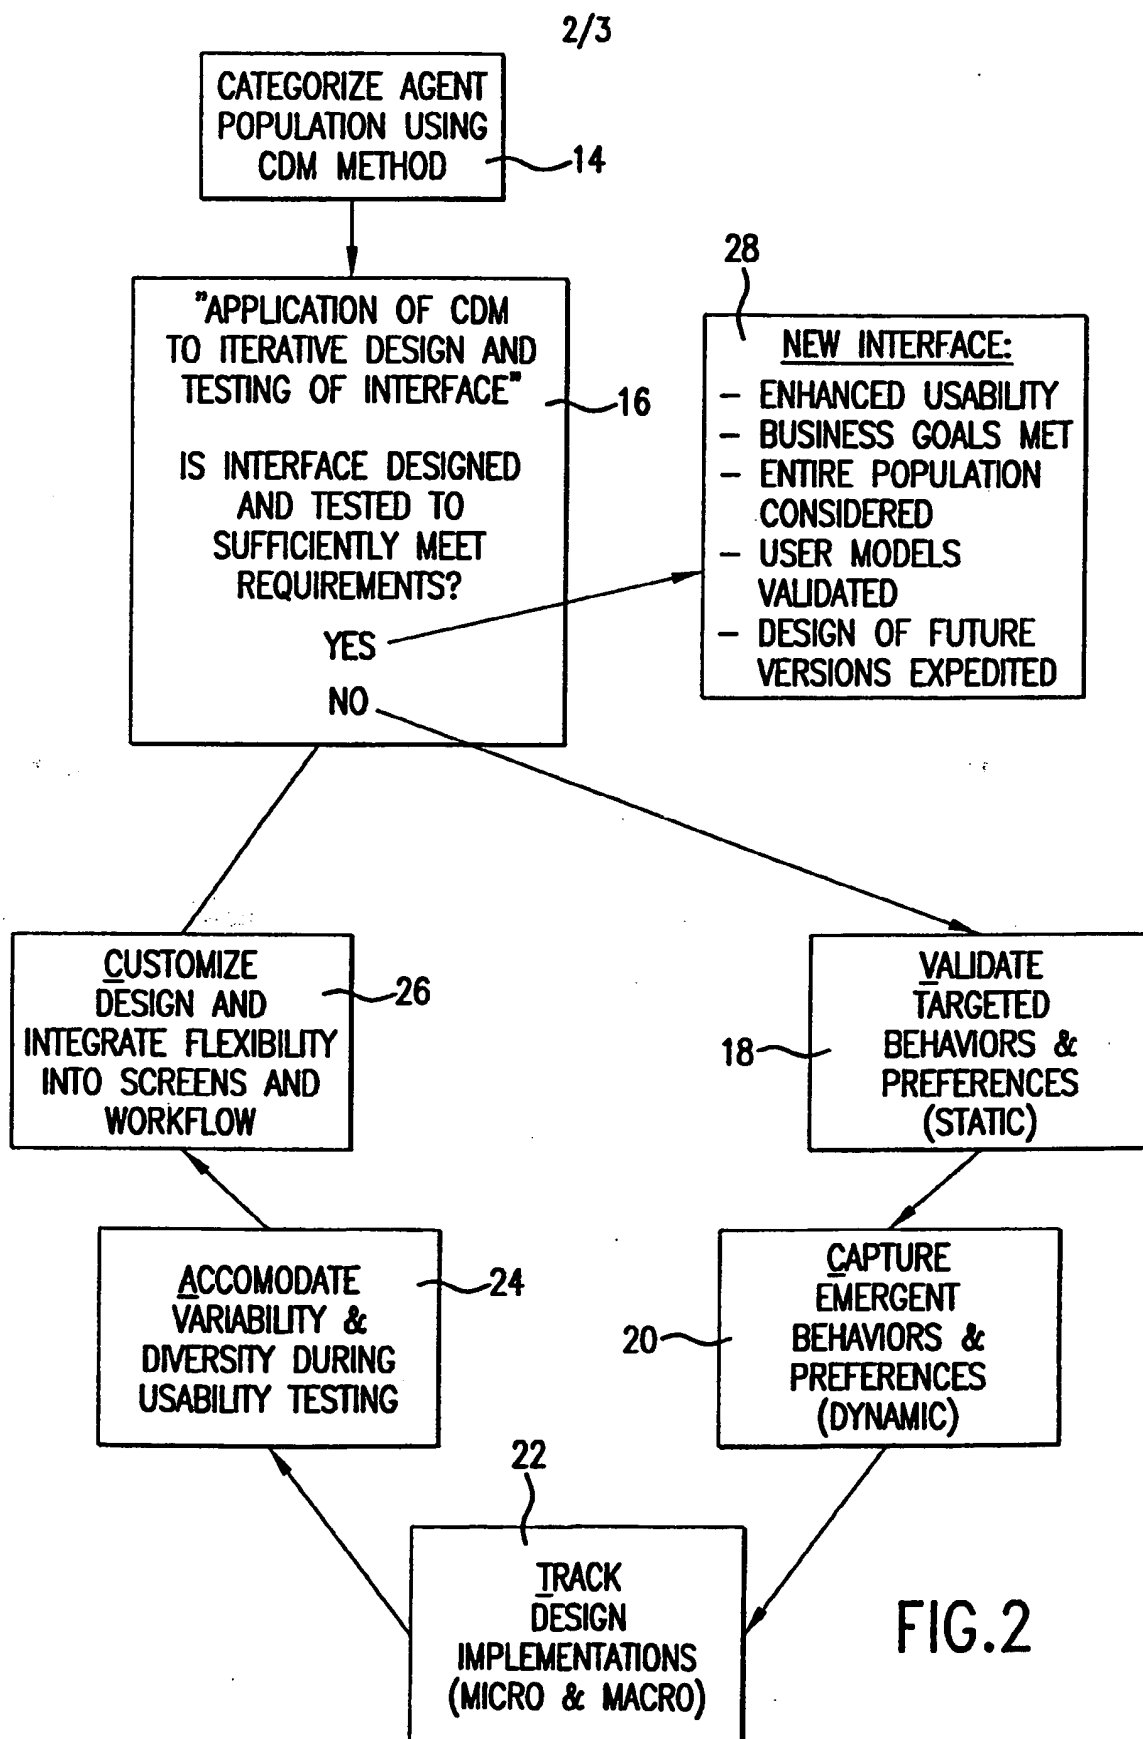 2/3
CATEGORIZE AGENT
POPULATION USING
CDM METHOD
14
"APPLICATION OF CDM
TO ITERATIVE DESIGN AND
TESTING OF INTERFACE"
16
IS INTERFACE DESIGNED
AND TESTED TO
SUFFICIENTLY MEET
REQUIREMENTS?
YES
NO
28
NEW INTERFACE:
- ENHANCED USABILITY
- BUSINESS GOALS MET
- ENTIRE POPULATION
CONSIDERED
- USER MODELS
VALIDATED
- DESIGN OF FUTURE
VERSIONS EXPEDITED
VALIDATE
TARGETED
BEHAVIORS &
PREFERENCES
(STATIC)
18
CAPTURE
EMERGENT
BEHAVIORS &
PREFERENCES
(DYNAMIC)
20
22
TRACK
DESIGN
IMPLEMENTATIONS
(MICRO & MACRO)
ACCOMODATE
VARIABILITY &
DIVERSITY DURING
USABILITY TESTING
24
CUSTOMIZE
DESIGN AND
INTEGRATE FLEXIBILITY
INTO SCREENS AND
WORKFLOW
26
FIG.2